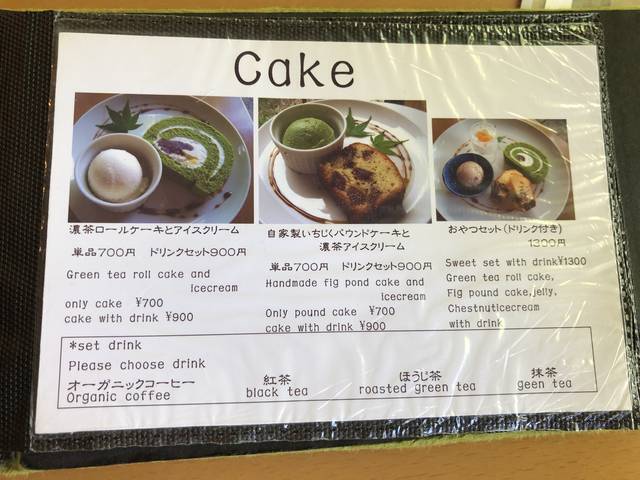 Cake
濃茶ロールケーキとアイスクリーム
単品700円 ドリンクセット900円
Green tea roll cake and
icecream
only cake ¥700
cake with drink ¥900
自家製いちじくパウンドケーキと
濃茶アイスクリーム
単品700円 ドリンクセット900円
Handmade fig pond cake and
icecream
Only pound cake ¥700
cake with drink ¥900
おやつセット(ドリンク付き)
1300円
Sweet set with drink¥1300
Green tea roll cake,
Fig pound cake,jelly,
Chestnuticecream
with drink
*set drink
Please choose drink
オーガニックコーヒー 紅茶 ほうじ茶 抹茶
Organic coffee black tea roasted green tea geen tea